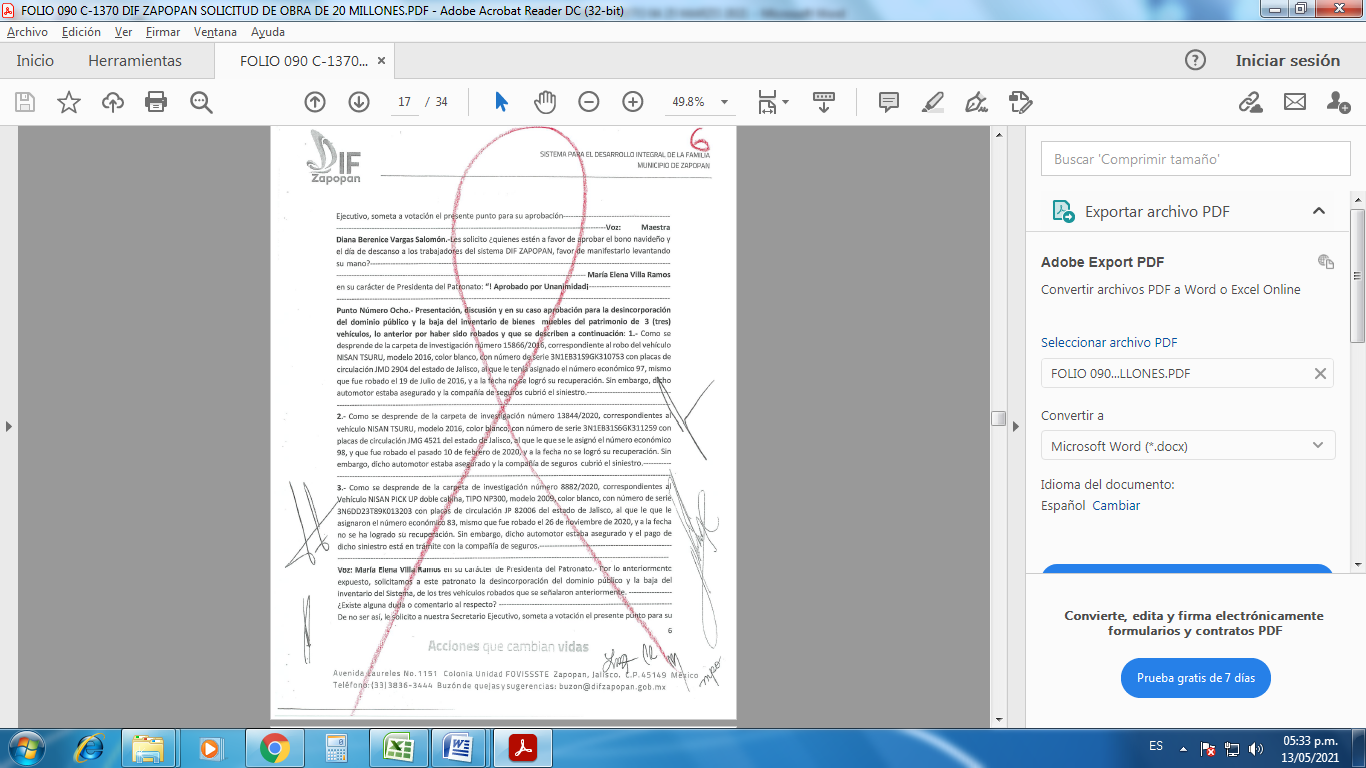 FOLIO 090 C-1370 DIF ZAPOPAN SOLICITUD DE OBRA DE 20 MILLONES.PDF - Adobe Acrobat Reader DC (32-bit)
Archivo Edición Ver Firmar Ventana Ayuda
Inicio Herramientas FOLIO 090 C-1370... × Iniciar sesión
17 / 34 49.8%
6
DIF
Zapopan
SISTEMA PARA EL DESARROLLO INTEGRAL DE LA FAMILIA
MUNICIPIO DE ZAPOPAN
Ejecutivo, someta a votación el presente punto para su aprobación
Voz: Maestra
Diana Berenice Vargas Salomón.-Les solicito ¿quienes estén a favor de aprobar el bono navideño y
el día de descanso a los trabajadores del sistema DIF ZAPOPAN, favor de manifestarlo levantando
su mano?
María Elena Villa Ramos
en su carácter de Presidenta del Patronato: "! Aprobado por Unanimidad¡
Punto Número Ocho.- Presentación, discusión y en su caso aprobación para la desincorporación
del dominio público y la baja del inventario de bienes muebles del patrimonio de 3 (tres)
vehículos, lo anterior por haber sido robados y que se describen a continuación: 1.- Como se
desprende de la carpeta de investigación número 15866/2016, correspondiente al robo del vehículo
NISAN TSURU, modelo 2016, color blanco, con número de serie 3N1EB31S9GK310753 con placas de
circulación JMD 2904 del estado de Jalisco, al que le tenía asignado el número económico 97, mismo
que fue robado el 19 de Julio de 2016, y a la fecha no se logró su recuperación. Sin embargo, dicho
automotor estaba asegurado y la compañía de seguros cubrió el siniestro.
2.- Como se desprende de la carpeta de investigación número 13844/2020, correspondientes al
vehículo NISAN TSURU, modelo 2016, color blanco, con número de serie 3N1EB31S6GK311259 con
placas de circulación JMG 4521 del estado de Jalisco, al que le que se le asignó el número económico
98, y que fue robado el pasado 10 de febrero de 2020, y a la fecha no se logró su recuperación. Sin
embargo, dicho automotor estaba asegurado y la compañía de seguros cubrió el siniestro.
3.- Como se desprende de la carpeta de investigación número 8882/2020, correspondientes al
Vehículo NISAN PICK UP doble cabina, TIPO NP300, modelo 2009, color blanco, con número de serie
3N6DD23T89K013203 con placas de circulación JP 82006 del estado de Jalisco, al que le que le
asignaron el número económico 83, mismo que fue robado el 26 de noviembre de 2020, y a la fecha
no se ha logrado su recuperación. Sin embargo, dicho automotor estaba asegurado y el pago de
dicho siniestro está en trámite con la compañía de seguros.
Voz: María Elena Villa Ramos en su carácter de Presidenta del Patronato.- Por lo anteriormente
expuesto, solicitamos a este patronato la desincorporación del dominio público y la baja del
inventario del Sistema, de los tres vehículos robados que se señalaron anteriormente.
¿Existe alguna duda o comentario al respecto?
De no ser así, le solicito a nuestra Secretario Ejecutivo, someta a votación el presente punto para su
6
Acciones que cambian vidas
Avenida Laureles No. 1151 Colonia Unidad FOVISSSTE Zapopan, Jalisco. C.P. 45149 México
Teléfono: (33) 3836-3444 Buzón de quejas y sugerencias: buzon@difzapopan.gob.mx
Buscar 'Comprimir tamaño'
Exportar archivo PDF
Adobe Export PDF
Convertir archivos PDF a Word o Excel Online
Seleccionar archivo PDF
FOLIO 090...LLONES.PDF
Convertir a
Microsoft Word (*.docx)
Idioma del documento:
Español Cambiar
Convierte, edita y firma electrónicamente
formularios y contratos PDF
Prueba gratis de 7 días
ES 05:33 p.m.
13/05/2021